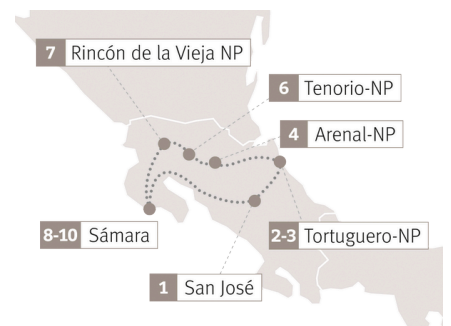 7 Rincón de la Vieja NP
6 Tenorio-NP
4 Arenal-NP
8-10 Sámara
2-3 Tortuguero-NP
1 San José